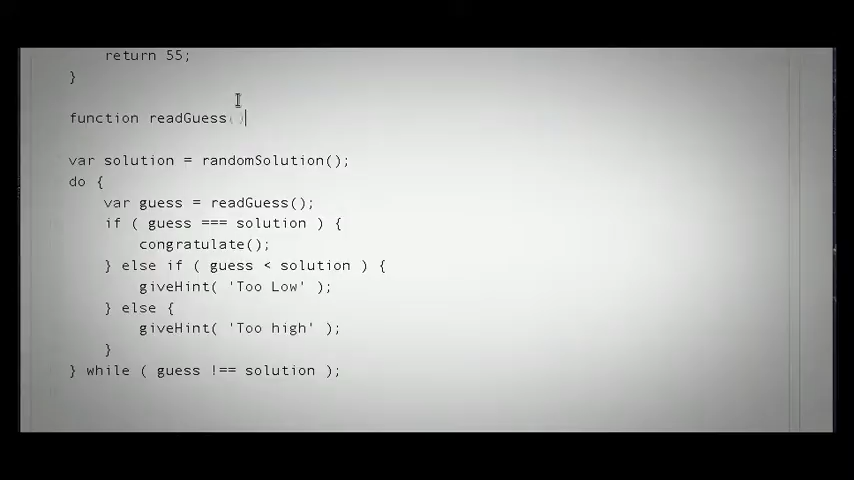 return 55;
}
function readGuess()
var solution = randomSolution();
do {
var guess = readGuess();
if ( guess === solution ) {
congratulate();
} else if ( guess < solution ) {
giveHint( 'Too Low' );
} else {
giveHint( 'Too high' );
}
} while ( guess !== solution );